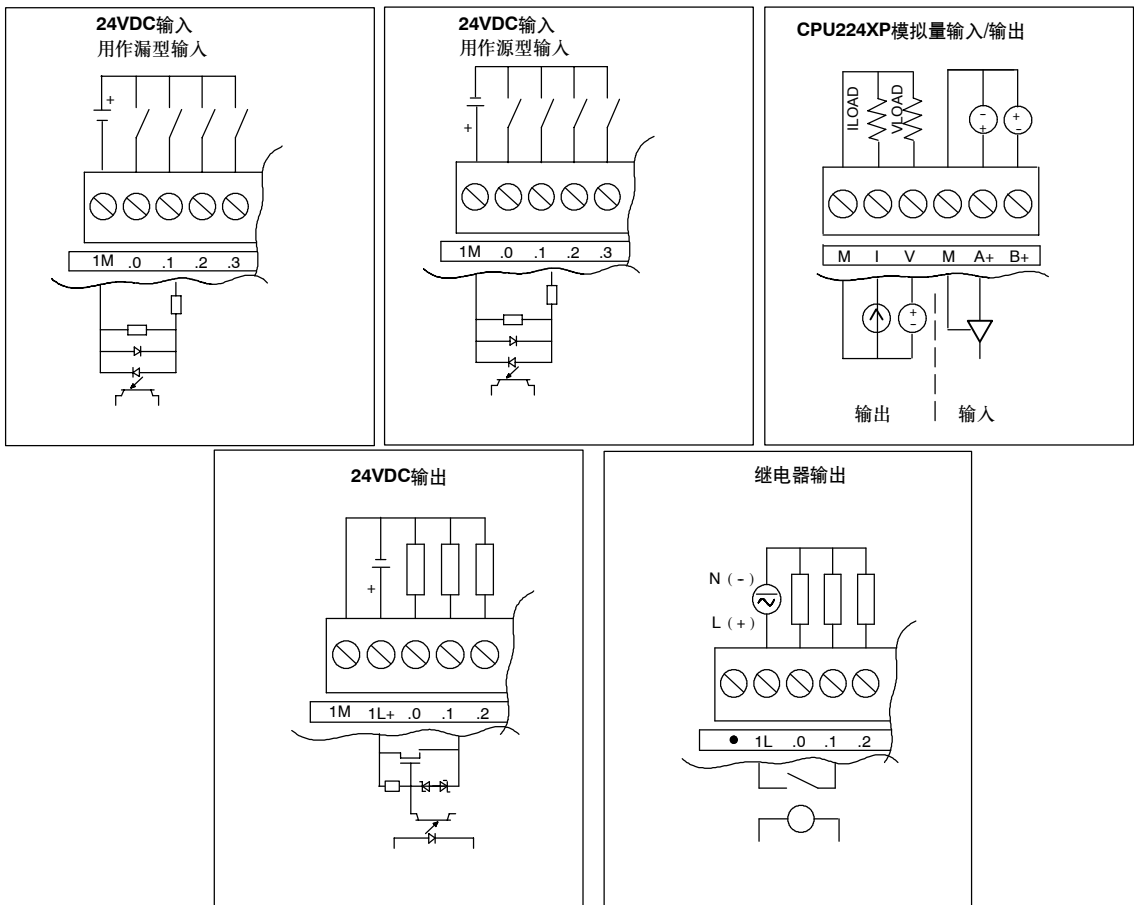 24VDC输入
用作漏型输入
+
1M .0 .1 .2 .3
24VDC输入
用作源型输入
+
1M .0 .1 .2 .3
CPU224XP模拟量输入/输出
ILOAD
VLOAD
- +
+ -
M I V M A+ B+
+ -
输出 输入
24VDC输出
+
1M 1L+ .0 .1 .2
继电器输出
N (-)
L (+)
1L .0 .1 .2